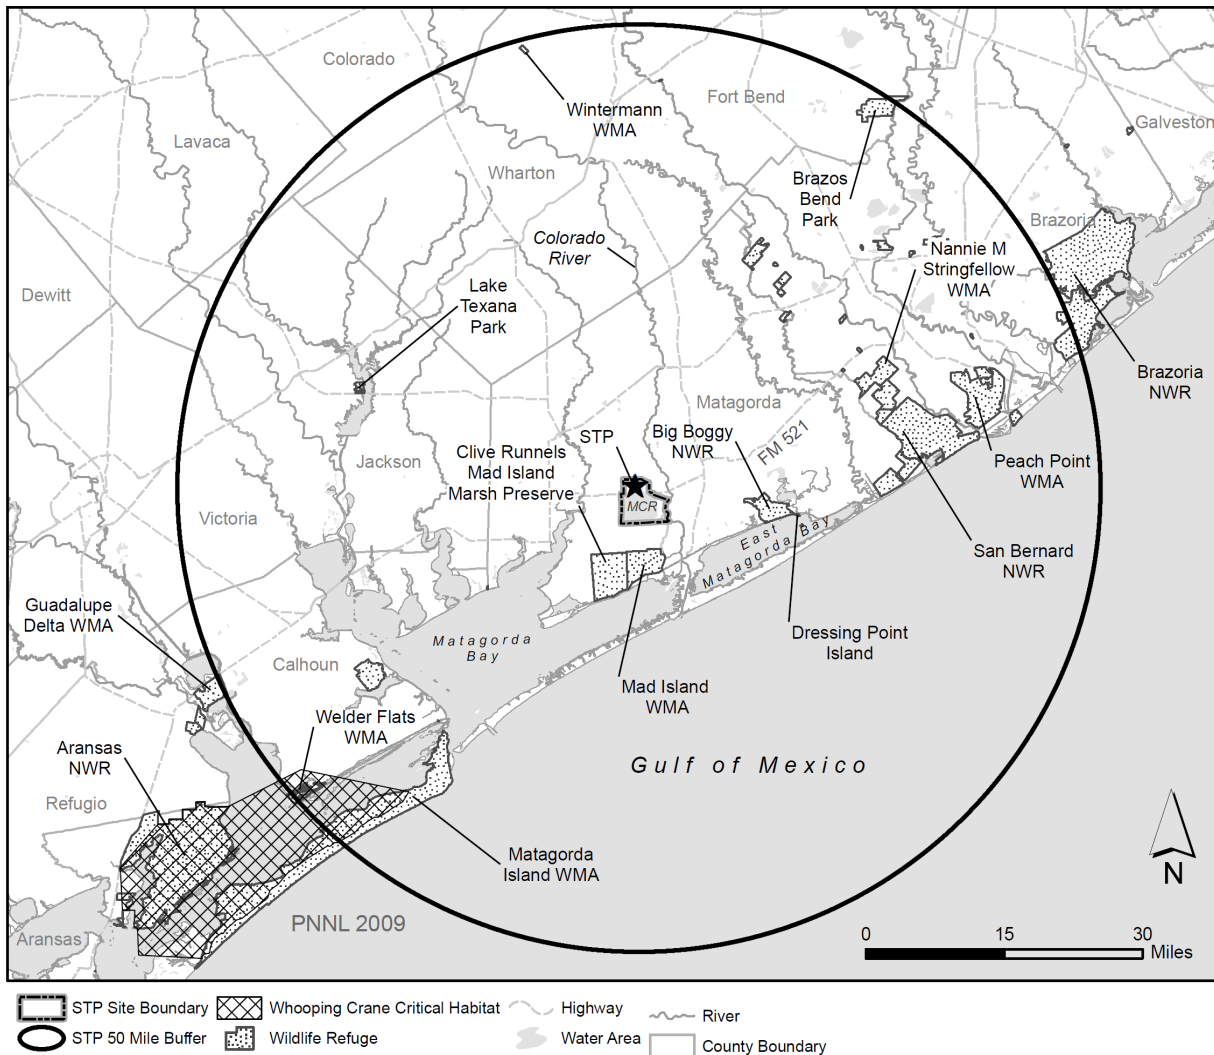 Colorado
Wintermann
WMA
Fort Bend
Galveston
Lavaca
Wharton
Brazos
Bend
Park
Brazoria
Colorado
River
Nannie M
Stringfellow
WMA
Dewitt
Lake
Texana
Park
Brazoria
NWR
Matagorda
STP
Big Boggy
NWR
FM 521
Clive Runnels
Mad Island
Marsh Preserve
Jackson
Peach Point
WMA
MCR
Victoria
East
Matagorda Bay
San Bernard
NWR
Guadalupe
Delta WMA
Matagorda
Bay
Dressing Point
Island
Calhoun
Mad Island
WMA
Welder Flats
WMA
Aransas
NWR
Gulf of Mexico
Refugio
Matagorda
Island WMA
N
PNNL 2009
Aransas
0 15 30
Miles
STP Site Boundary
Whooping Crane Critical Habitat
Highway
River
STP 50 Mile Buffer
Wildlife Refuge
Water Area
County Boundary